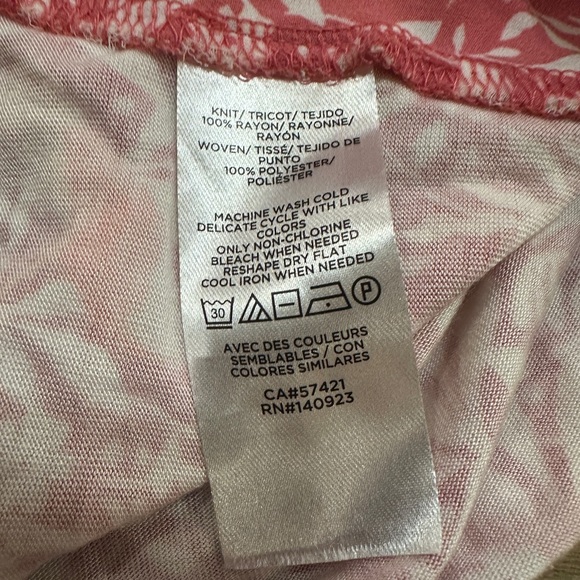 KNIT/ TRICOT/ TEJIDO
100% RAYON/ RAYONNE/
RAYÓN
WOVEN/ TISSÉ/ TEJIDO DE
PUNTO
100% POLYESTER/
POLIÉSTER
MACHINE WASH COLD
DELICATE CYCLE WITH LIKE
COLORS
ONLY NON-CHLORINE
BLEACH WHEN NEEDED
RESHAPE DRY FLAT
COOL IRON WHEN NEEDED
30 P
AVEC DES COULEURS
SEMBLABLES / CON
COLORES SIMILARES
CA#57421
RN#140923